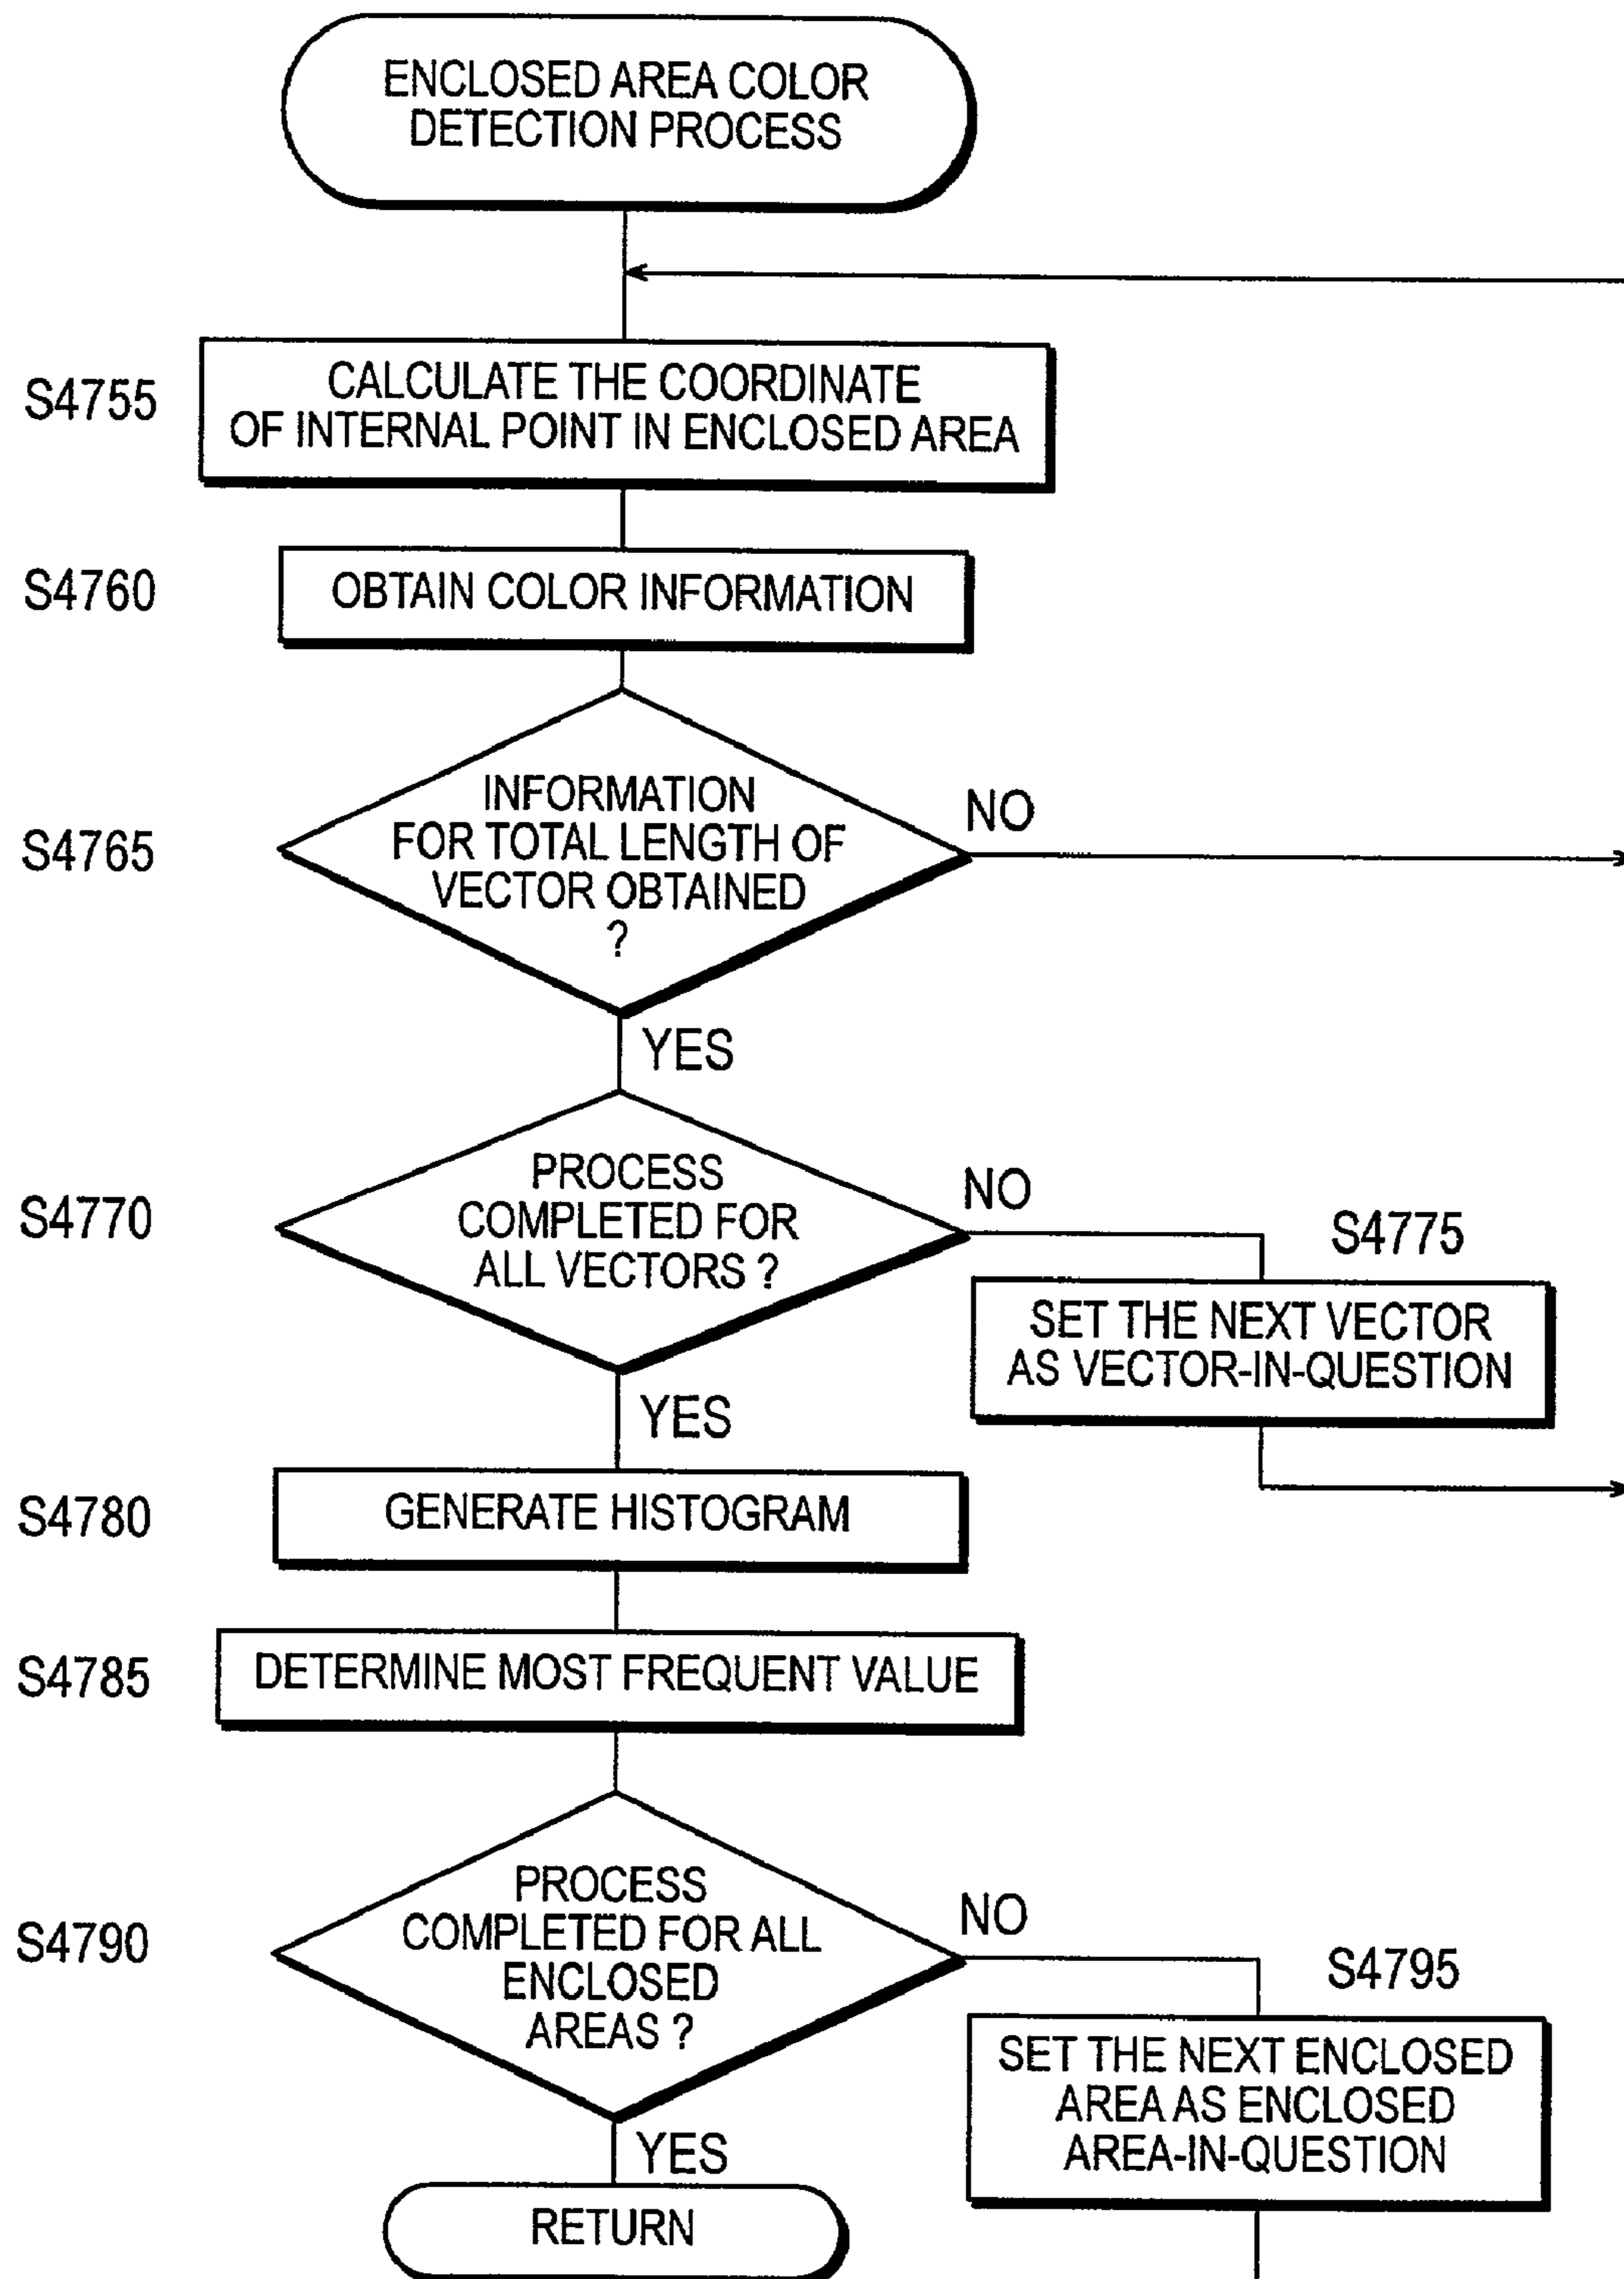 ENCLOSED AREA COLOR
DETECTION PROCESS
S4755
CALCULATE THE COORDINATE
OF INTERNAL POINT IN ENCLOSED AREA
S4760
OBTAIN COLOR INFORMATION
S4765
INFORMATION
FOR TOTAL LENGTH OF
VECTOR OBTAINED
?
NO
YES
S4770
PROCESS
COMPLETED FOR
ALL VECTORS ?
NO
S4775
SET THE NEXT VECTOR
AS VECTOR-IN-QUESTION
YES
S4780
GENERATE HISTOGRAM
S4785
DETERMINE MOST FREQUENT VALUE
S4790
PROCESS
COMPLETED FOR ALL
ENCLOSED
AREAS ?
NO
S4795
SET THE NEXT ENCLOSED
AREA AS ENCLOSED
AREA-IN-QUESTION
YES
RETURN